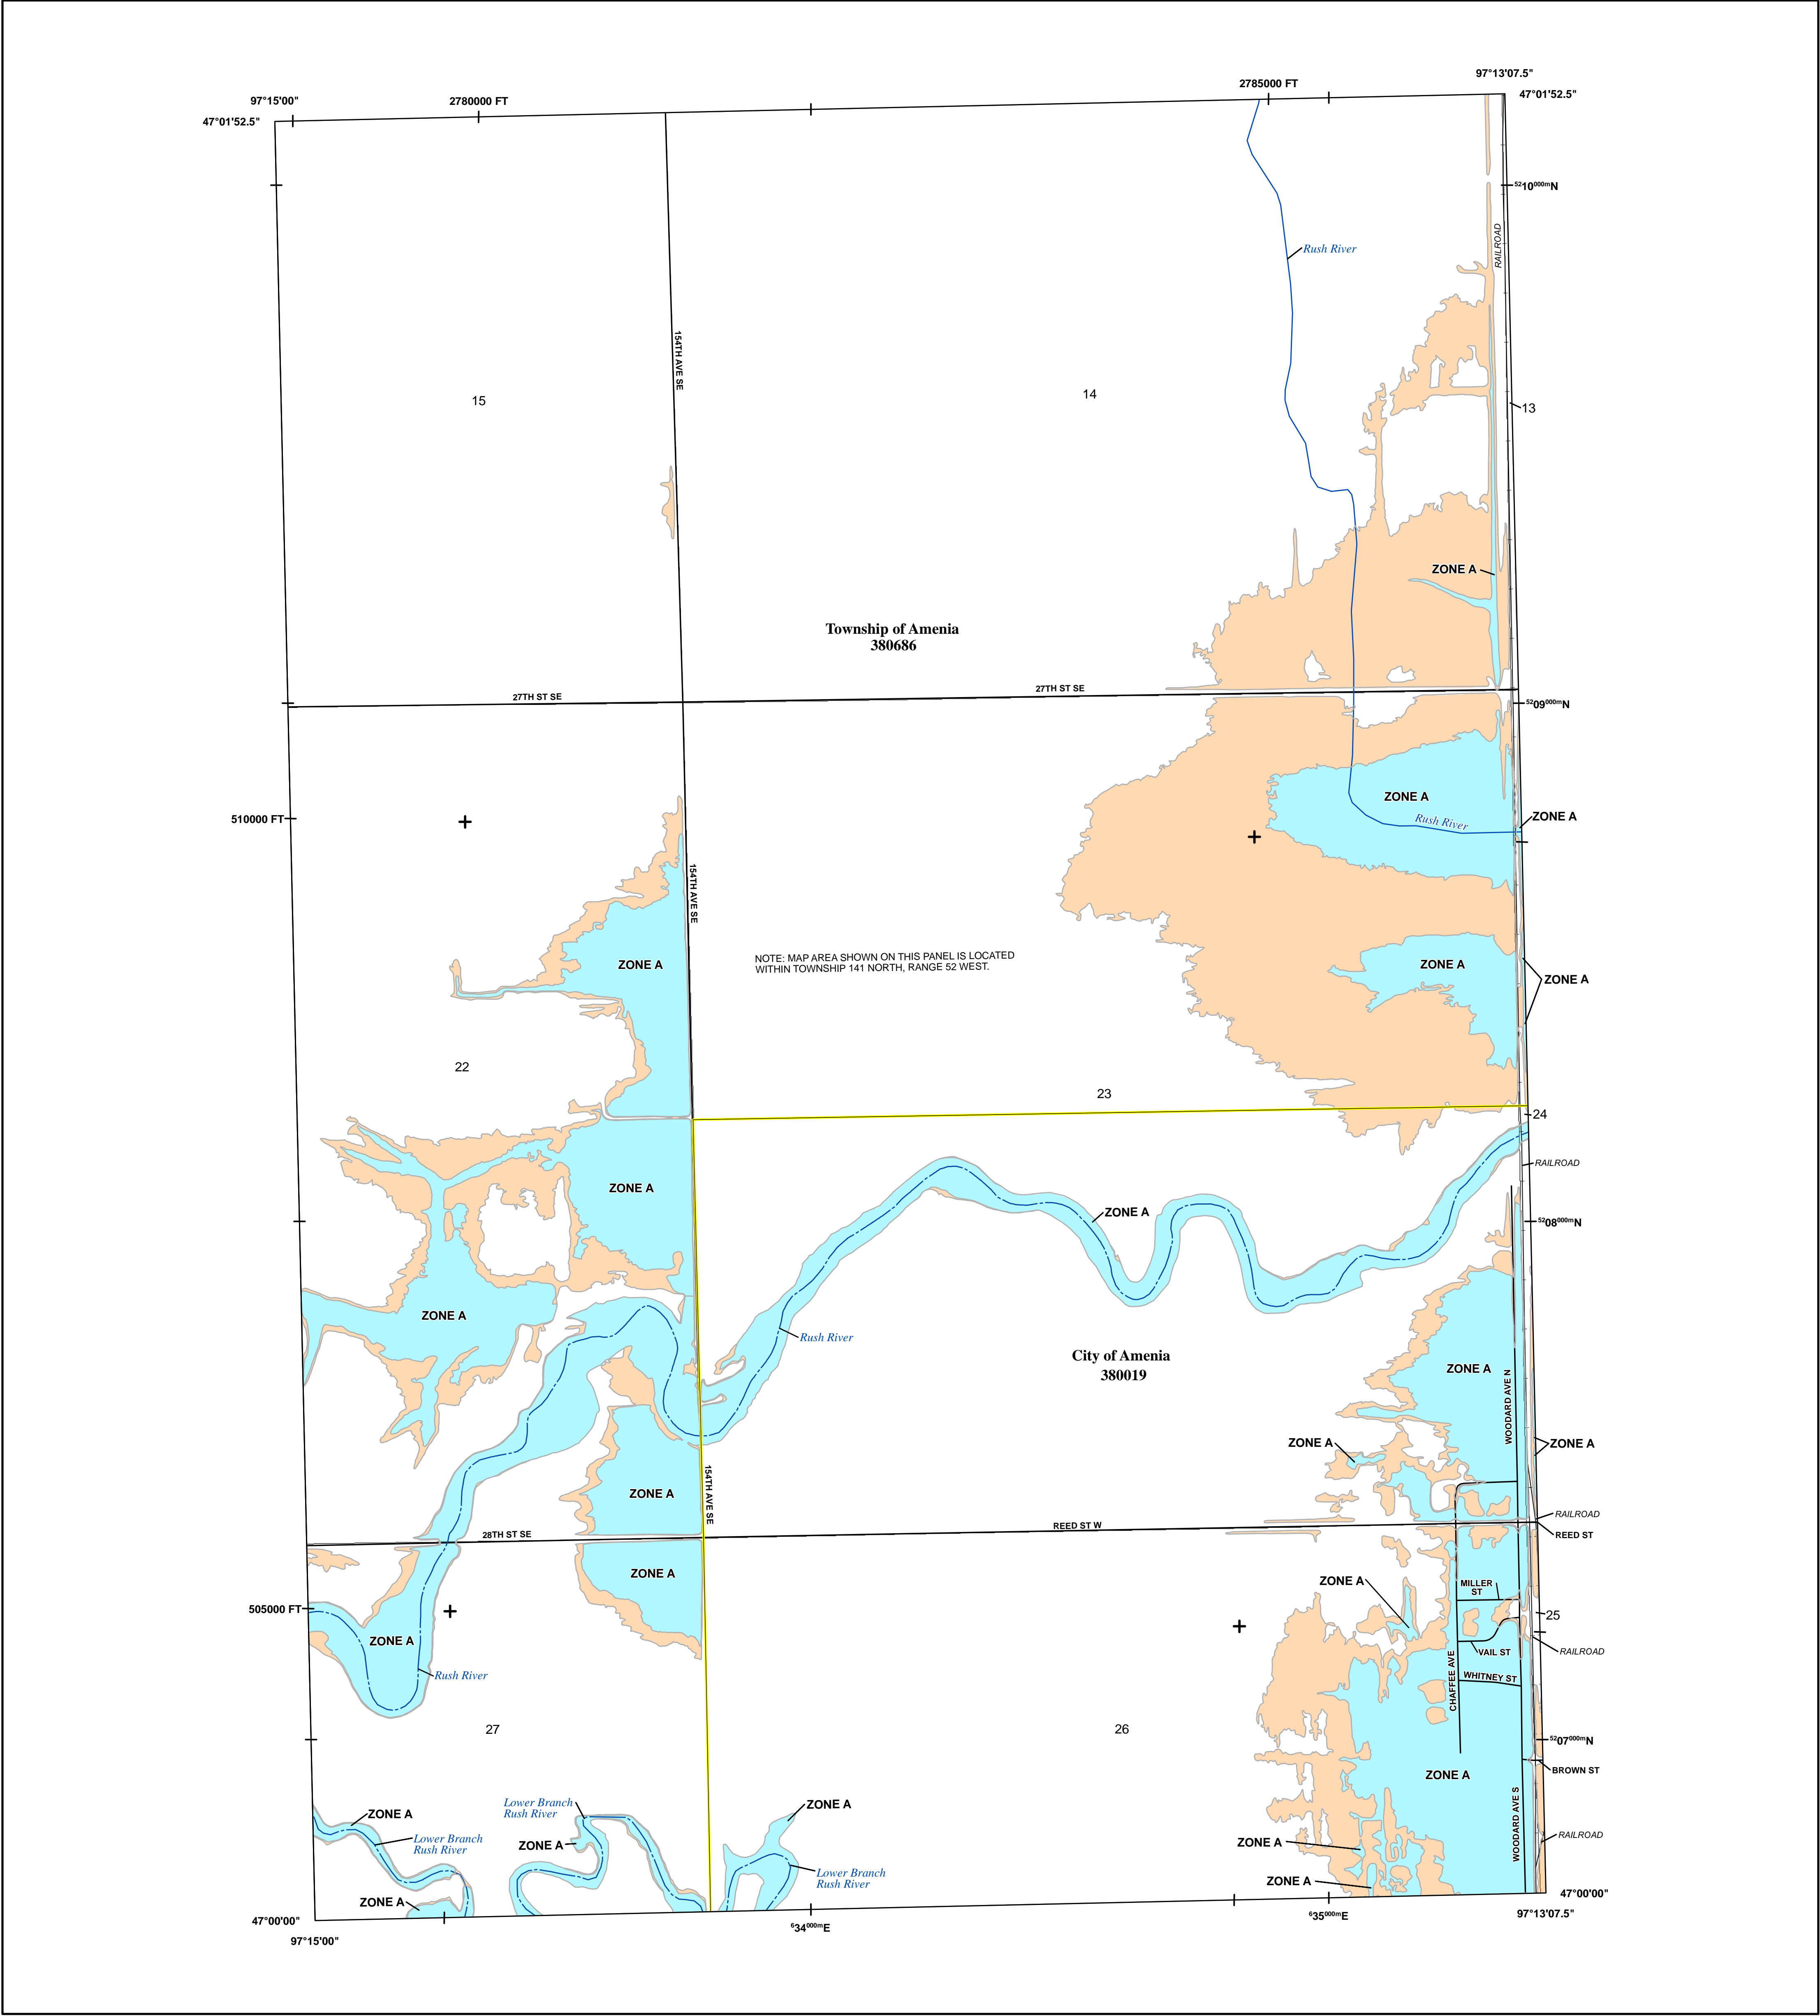 97°13'07.5"
2785000 FT
97°15'00"
2780000 FT
47°01'52.5"
47°01'52.5"
5210000mN
RAILROAD
Rush River
154TH AVE SE
15
14
13
ZONE A
Township of Amenia
380686
27TH ST SE
27TH ST SE
5209000mN
ZONE A
Rush River
ZONE A
510000 FT
154TH AVE SE
NOTE: MAP AREA SHOWN ON THIS PANEL IS LOCATED
WITHIN TOWNSHIP 141 NORTH, RANGE 52 WEST.
ZONE A
ZONE A
ZONE A
22
23
24
RAILROAD
ZONE A
ZONE A
5208000mN
ZONE A
Rush River
City of Amenia
380019
ZONE A
WOODARD AVE N
ZONE A
ZONE A
ZONE A
154TH AVE SE
RAILROAD
28TH ST SE
REED ST W
REED ST
ZONE A
ZONE A
MILLER
ST
505000 FT
25
ZONE A
VAIL ST
RAILROAD
Rush River
CHAFFEE AVE
WHITNEY ST
27
26
5207000mN
ZONE A
BROWN ST
Lower Branch
Rush River
ZONE A
ZONE A
WOODARD AVE S
Lower Branch
Rush River
ZONE A
ZONE A
RAILROAD
Lower Branch
Rush River
ZONE A
ZONE A
47°00'00"
47°00'00"
634000mE
635000mE
97°13'07.5"
97°15'00"